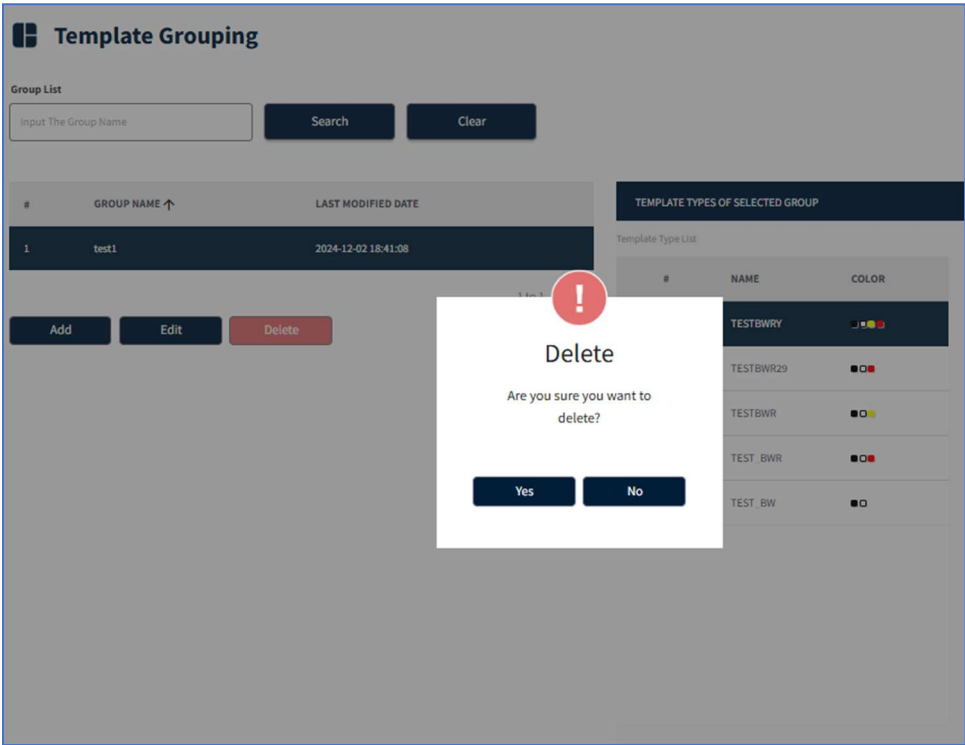 Template Grouping
Group List
Input The Group Name
Search
Clear
# GROUP NAME LAST MODIFIED DATE
1 test1 2024-12-02 18:41:08
Add
Edit
Delete
TEMPLATE TYPES OF SELECTED GROUP
Template Type List
# NAME COLOR
TESTBWRY
TESTBWR29
TESTBWR
TEST_BWR
TEST_BW
!
Delete
Are you sure you want to
delete?
Yes
No